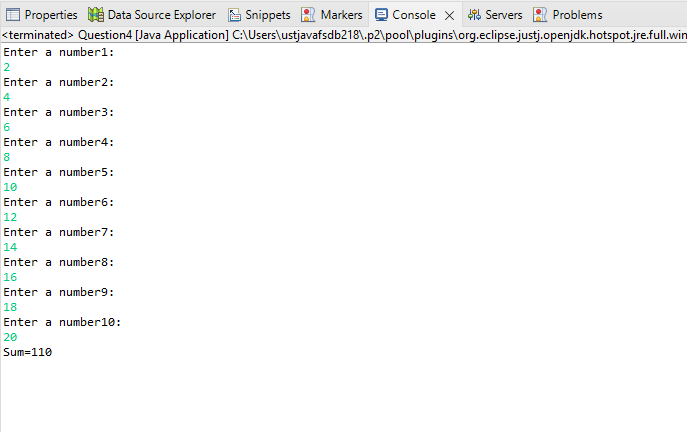 Properties Data Source Explorer Snippets Markers Console Servers Problems
<terminated> Question4 [Java Application] C:\Users\ustjavafsdb218\.p2\pool\plugins\org.eclipse.justj.openjdk.hotspot.jre.full.win
Enter a number1:
2
Enter a number2:
4
Enter a number3:
6
Enter a number4:
8
Enter a number5:
10
Enter a number6:
12
Enter a number7:
14
Enter a number8:
16
Enter a number9:
18
Enter a number10:
20
Sum=110